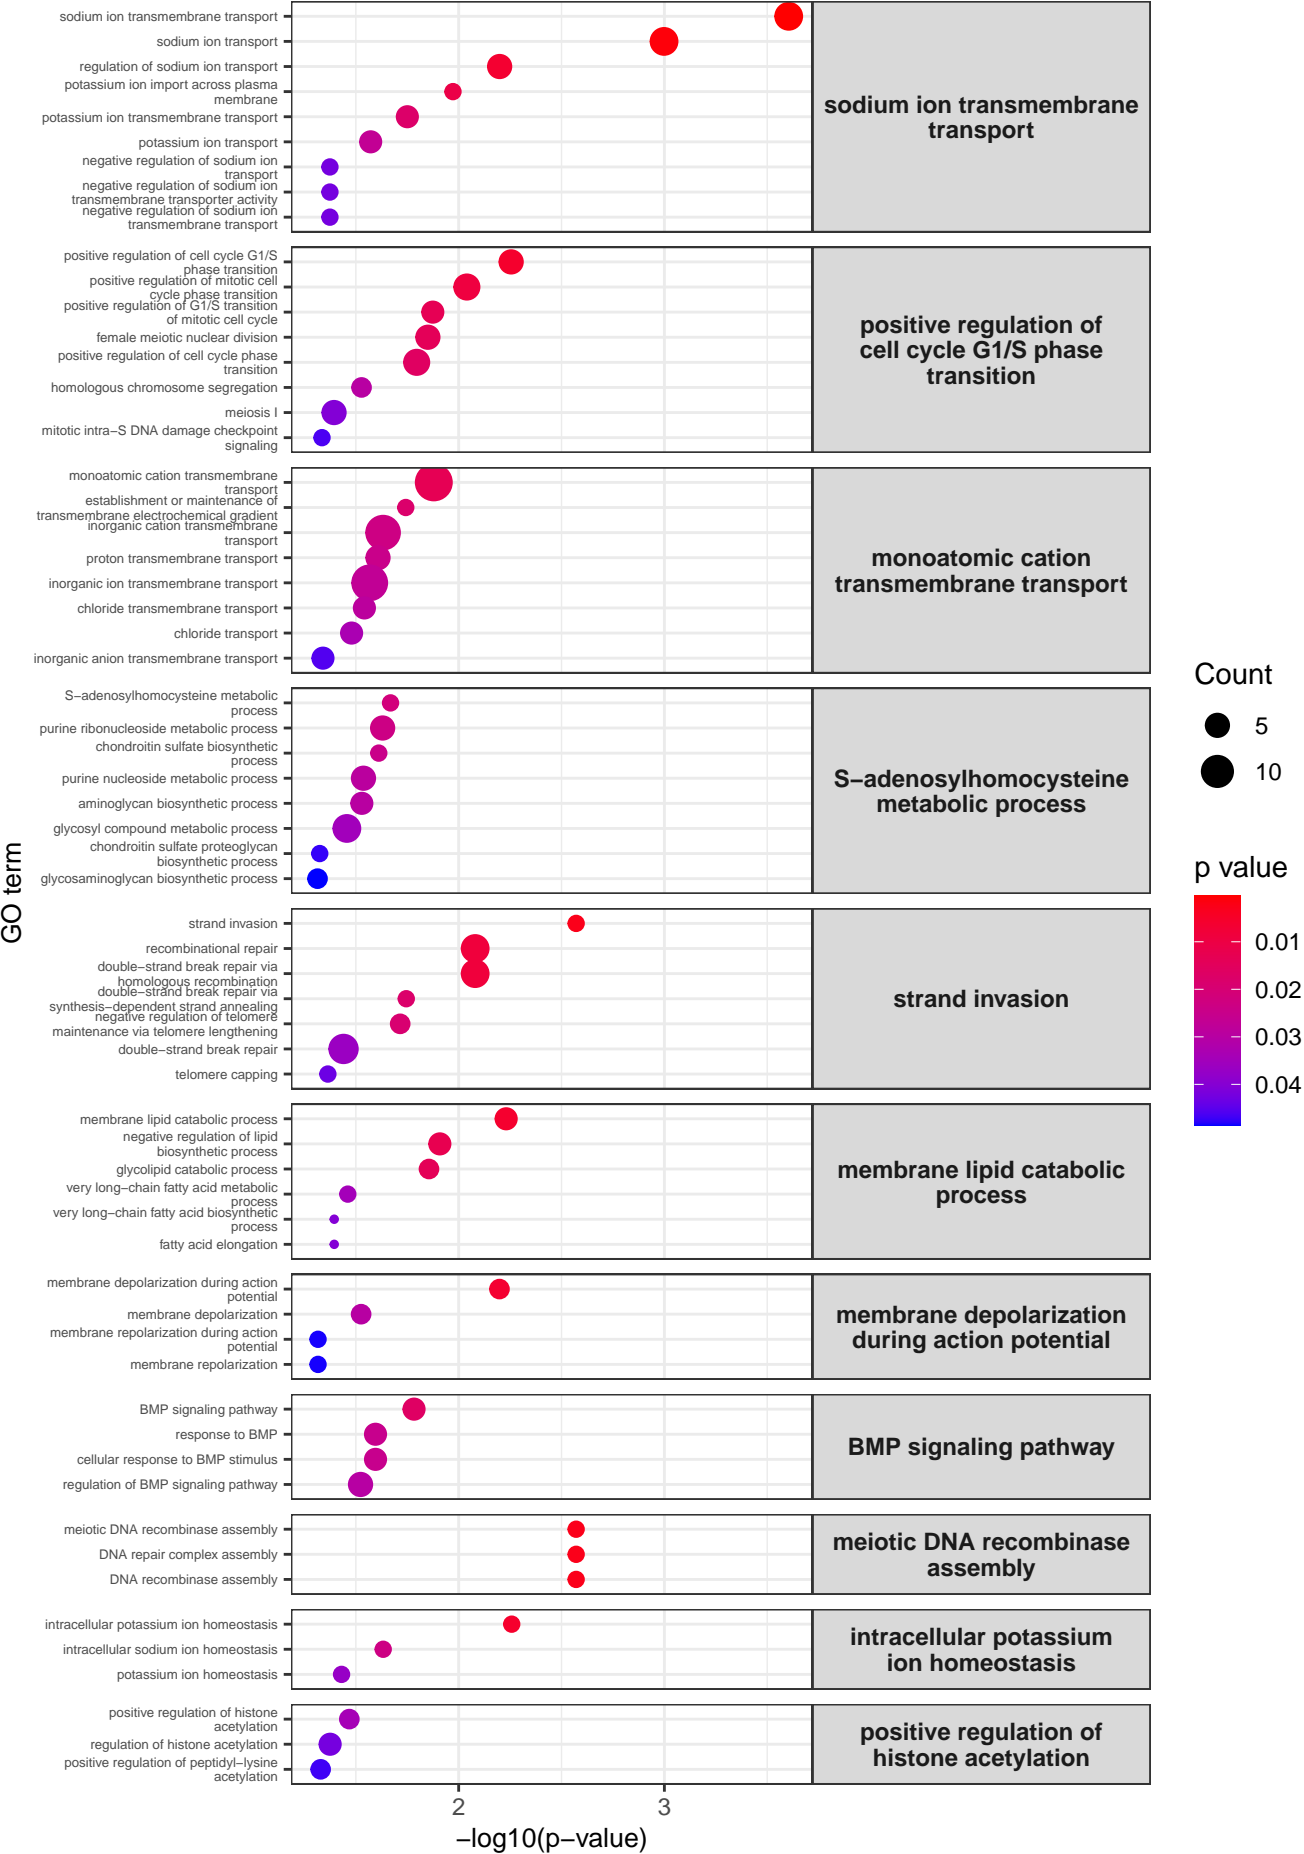 sodium ion transmembrane transport
sodium ion transport
regulation of sodium ion transport
potassium ion import across plasma
membrane
potassium ion transmembrane transport
potassium ion transport
negative regulation of sodium ion
transport
negative regulation of sodium ion
transmembrane transporter activity
negative regulation of sodium ion
transmembrane transport
sodium ion transmembrane
transport
positive regulation of cell cycle G1/S
phase transition
positive regulation of mitotic cell
cycle phase transition
positive regulation of G1/S transition
of mitotic cell cycle
female meiotic nuclear division
positive regulation of cell cycle phase
transition
homologous chromosome segregation
meiosis I
mitotic intra−S DNA damage checkpoint
signaling
positive regulation of
cell cycle G1/S phase
transition
monoatomic cation transmembrane
transport
establishment or maintenance of
transmembrane electrochemical gradient
inorganic cation transmembrane
transport
proton transmembrane transport
inorganic ion transmembrane transport
chloride transmembrane transport
chloride transport
inorganic anion transmembrane transport
monoatomic cation
transmembrane transport
S−adenosylhomocysteine metabolic
process
purine ribonucleoside metabolic process
chondroitin sulfate biosynthetic
process
purine nucleoside metabolic process
aminoglycan biosynthetic process
glycosyl compound metabolic process
chondroitin sulfate proteoglycan
biosynthetic process
glycosaminoglycan biosynthetic process
S−adenosylhomocysteine
metabolic process
strand invasion
recombinational repair
double−strand break repair via
homologous recombination
double−strand break repair via
synthesis−dependent strand annealing
negative regulation of telomere
maintenance via telomere lengthening
double−strand break repair
telomere capping
strand invasion
membrane lipid catabolic process
negative regulation of lipid
biosynthetic process
glycolipid catabolic process
very long−chain fatty acid metabolic
process
very long−chain fatty acid biosynthetic
process
fatty acid elongation
membrane lipid catabolic
process
membrane depolarization during action
potential
membrane depolarization
membrane repolarization during action
potential
membrane repolarization
membrane depolarization
during action potential
BMP signaling pathway
response to BMP
cellular response to BMP stimulus
regulation of BMP signaling pathway
BMP signaling pathway
meiotic DNA recombinase assembly
DNA repair complex assembly
DNA recombinase assembly
meiotic DNA recombinase
assembly
intracellular potassium ion homeostasis
intracellular sodium ion homeostasis
potassium ion homeostasis
intracellular potassium
ion homeostasis
positive regulation of histone
acetylation
regulation of histone acetylation
positive regulation of peptidyl−lysine
acetylation
positive regulation of
histone acetylation
2
3
−log10(p−value)
GO term
Count
5
10
p value
0.01
0.02
0.03
0.04